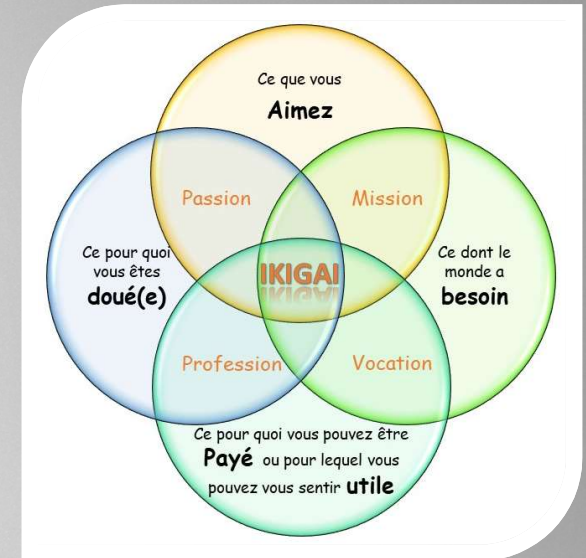 Ce que vous
Aimez
Passion
Mission
Ce pour quoi
vous êtes
doué(e)
IKIGAI
Ce dont le
monde a
besoin
Profession
Vocation
Ce pour quoi vous pouvez être
Payé ou pour lequel vous
pouvez vous sentir utile